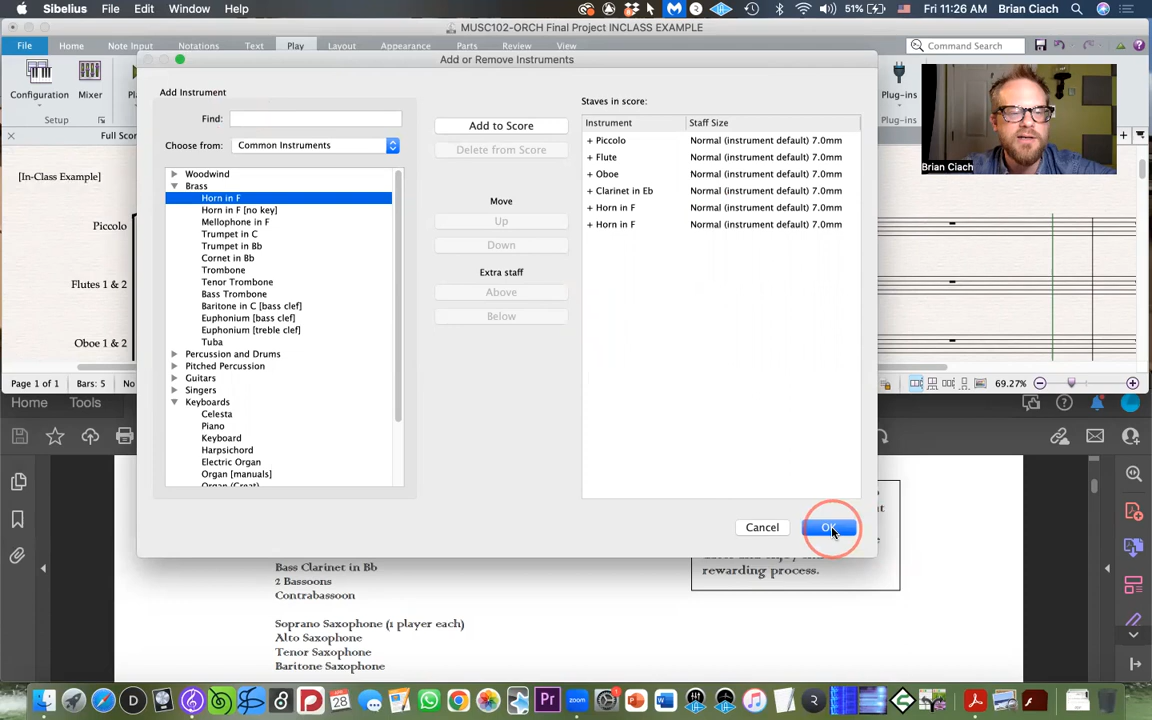 Sibelius File Edit Window Help 51% Fri 11:26 AM Brian Ciach
MUSC102-ORCH Final Project INCLASS EXAMPLE
File Home Note Input Notations Text Play Layout Appearance Parts Review View Command Search
Add or Remove Instruments
Configuration Mixer Plug-ins
Setup Plug-ins
Full Scor
[In-Class Example]
Piccolo
Flutes 1 & 2
Oboe 1 & 2
Add Instrument
Find:
Choose from: Common Instruments
Woodwind
Brass
Horn in F
Horn in F [no key]
Mellophone in F
Trumpet in C
Trumpet in Bb
Cornet in Bb
Trombone
Tenor Trombone
Bass Trombone
Baritone in C [bass clef]
Euphonium [bass clef]
Euphonium [treble clef]
Tuba
Percussion and Drums
Pitched Percussion
Guitars
Singers
Keyboards
Celesta
Piano
Keyboard
Harpsichord
Electric Organ
Organ [manuals]
Organ (Great)
Add to Score
Delete from Score
Move
Up
Down
Extra staff
Above
Below
Staves in score:
Instrument Staff Size
+ Piccolo Normal (instrument default) 7.0mm
+ Flute Normal (instrument default) 7.0mm
+ Oboe Normal (instrument default) 7.0mm
+ Clarinet in Eb Normal (instrument default) 7.0mm
+ Horn in F Normal (instrument default) 7.0mm
+ Horn in F Normal (instrument default) 7.0mm
Cancel OK
Brian Ciach
Page 1 of 1 Bars: 5 No 69.27%
Home Tools
rewarding process.
Bass Clarinet in Bb
2 Bassoons
Contrabassoon
Soprano Saxophone (1 player each)
Alto Saxophone
Tenor Saxophone
Baritone Saxophone